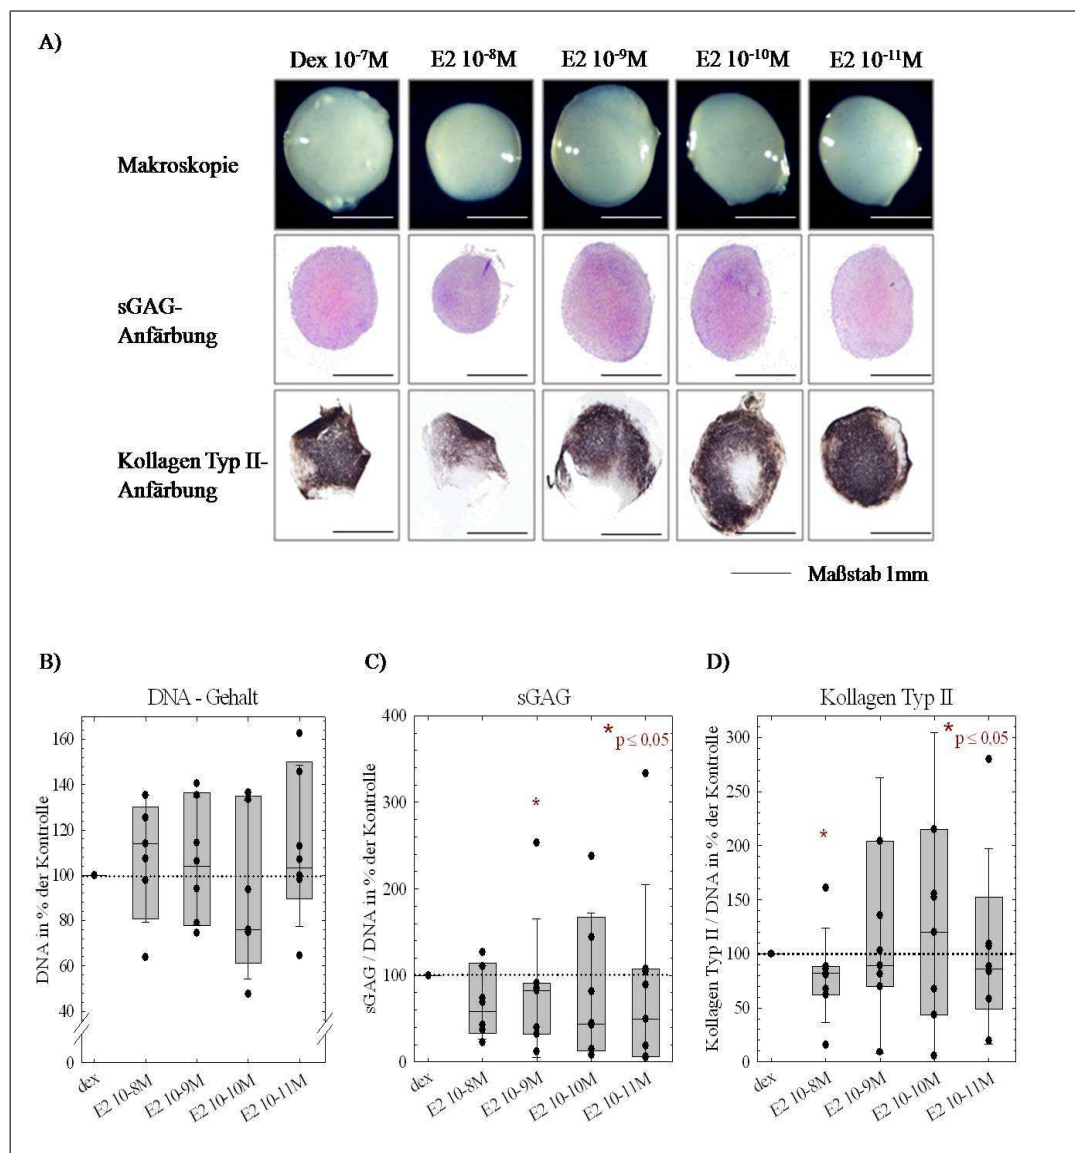 A)
Dex 10⁻⁷M E2 10⁻⁸M E2 10⁻⁹M E2 10⁻¹⁰M E2 10⁻¹¹M
Makroskopie
sGAG-
Anfärbung
Kollagen Typ II-
Anfärbung
Maßstab 1mm
B)
DNA - Gehalt
DNA in % der Kontrolle
160
140
120
100
80
60
40
0
dex E2 10-8M E2 10-9M E2 10-10M E2 10-11M
C)
sGAG
sGAG / DNA in % der Kontrolle
400
300
200
100
0
* p ≤ 0,05
*
dex E2 10-8M E2 10-9M E2 10-10M E2 10-11M
D)
Kollagen Typ II
Kollagen Typ II / DNA in % der Kontrolle
300
250
200
150
100
50
0
* p ≤ 0,05
*
dex E2 10-8M E2 10-9M E2 10-10M E2 10-11M